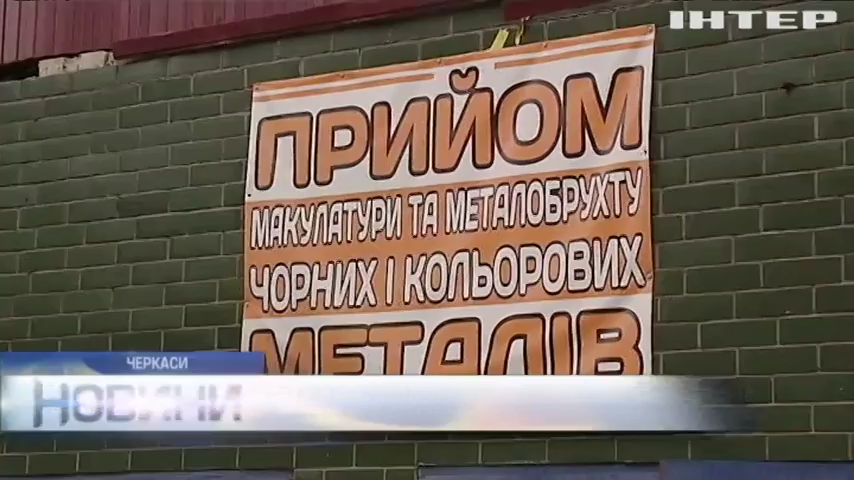 ІНТЕР
ПРИЙОМ
МАКУЛАТУРИ ТА МЕТАЛОБРУХТУ
ЧОРНИХ І КОЛЬОРОВИХ
МЕТАЛІВ
ЧЕРКАСИ
НОВИНИ